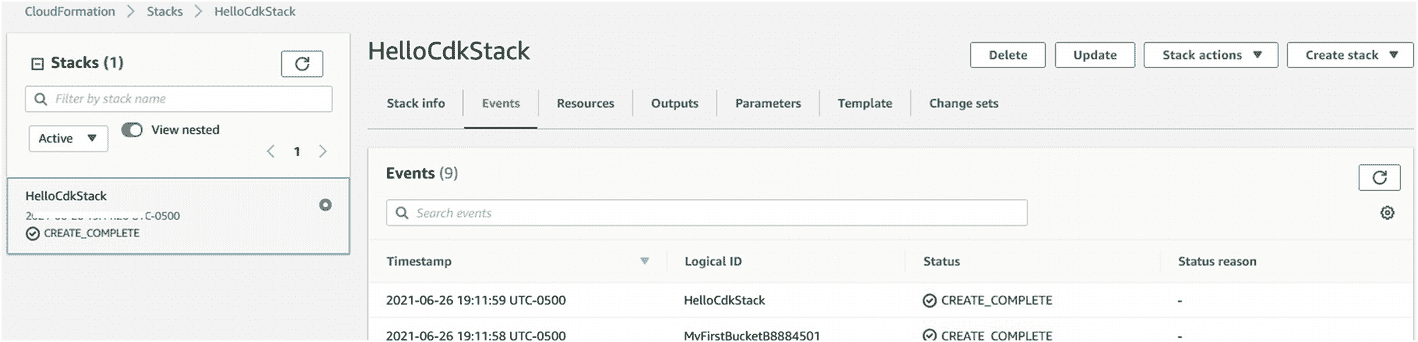 CloudFormation > Stacks > HelloCdkStack
Stacks (1)
Filter by stack name
Active
View nested
1
HelloCdkStack
UTC-0500
CREATE_COMPLETE
HelloCdkStack
Delete
Update
Stack actions
Create stack
Stack info
Events
Resources
Outputs
Parameters
Template
Change sets
Events (9)
Search events
Timestamp Logical ID Status Status reason
2021-06-26 19:11:59 UTC-0500 HelloCdkStack CREATE_COMPLETE -
2021-06-26 19:11:58 UTC-0500 MyFirstBucketB8884501 CREATE_COMPLETE -